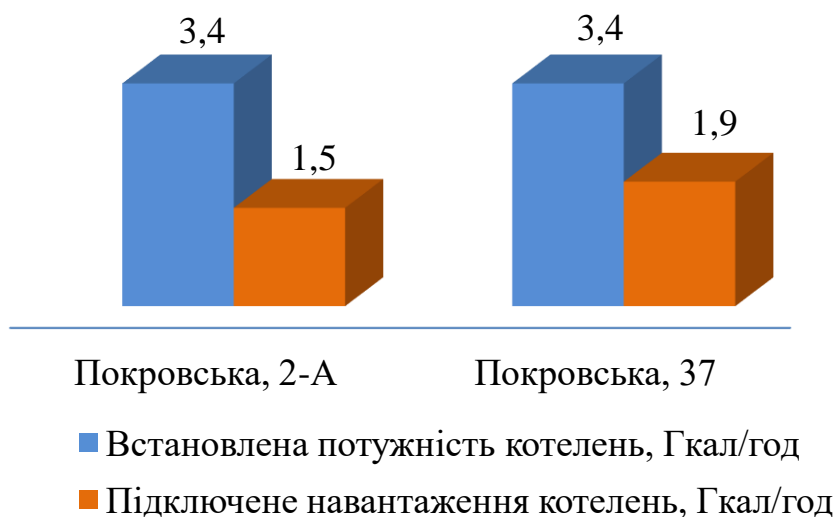 3,4
3,4
1,5
1,9
Покровська, 2-А
Покровська, 37
Встановлена потужність котелень, Гкал/год
Підключене навантаження котелень, Гкал/год